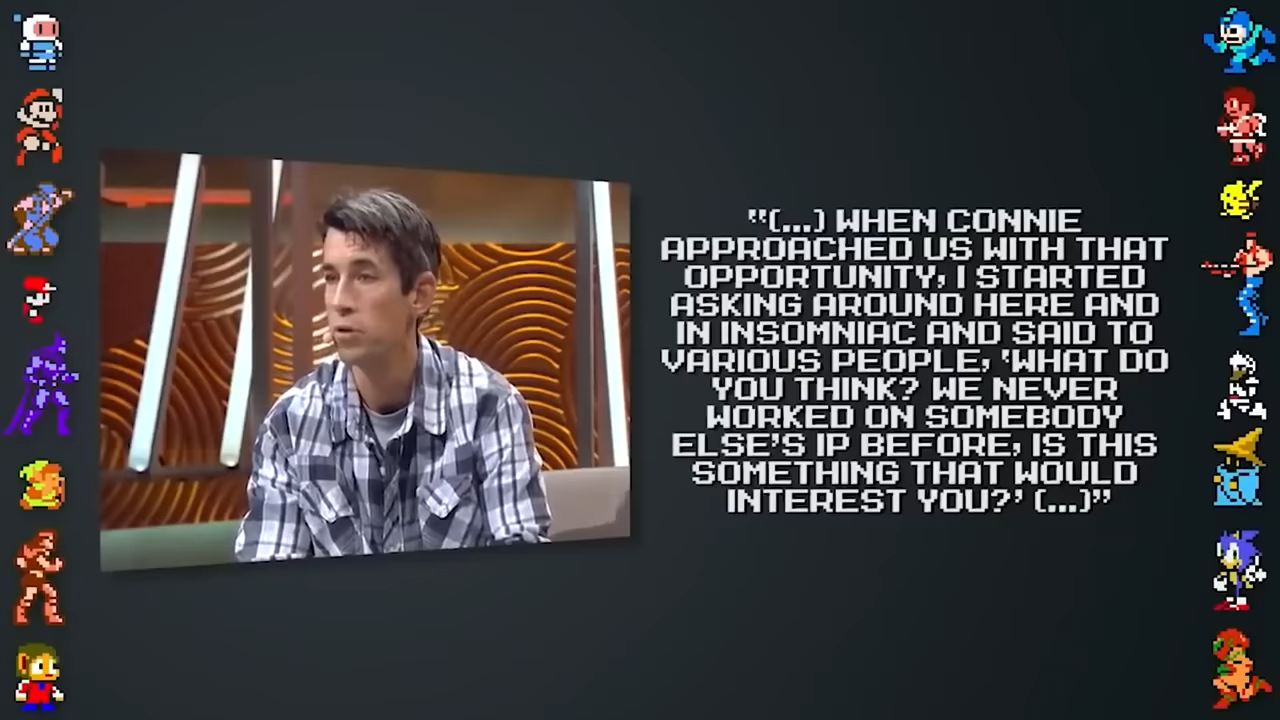 "(...) WHEN CONNIE
APPROACHED US WITH THAT
OPPORTUNITY, I STARTED
ASKING AROUND HERE AND
IN INSOMNIAC AND SAID TO
VARIOUS PEOPLE, 'WHAT DO
YOU THINK? WE NEVER
WORKED ON SOMEBODY
ELSE'S IP BEFORE, IS THIS
SOMETHING THAT WOULD
INTEREST YOU?' (...)"